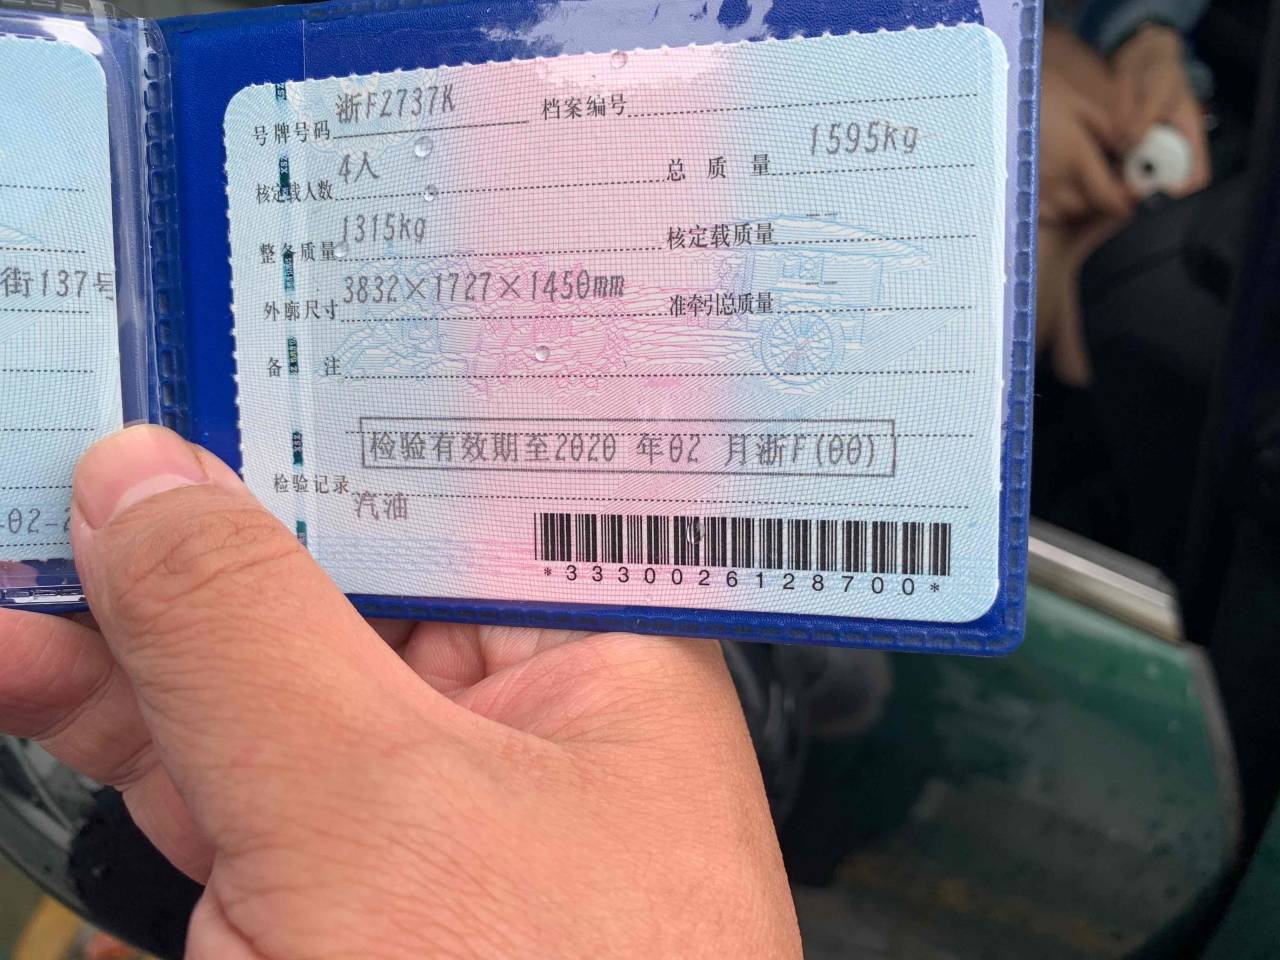 号牌号码 浙FZ737K 档案编号
核定载人数 4人 总质量 1595kg
整备质量 1315kg 核定载质量 --
外廓尺寸 3832×1727×1450mm 准牵引总质量 --
备注
检验有效期至2020 年02 月浙F(00)
检验记录
汽油
*3330026128700*
街137号
-02-2